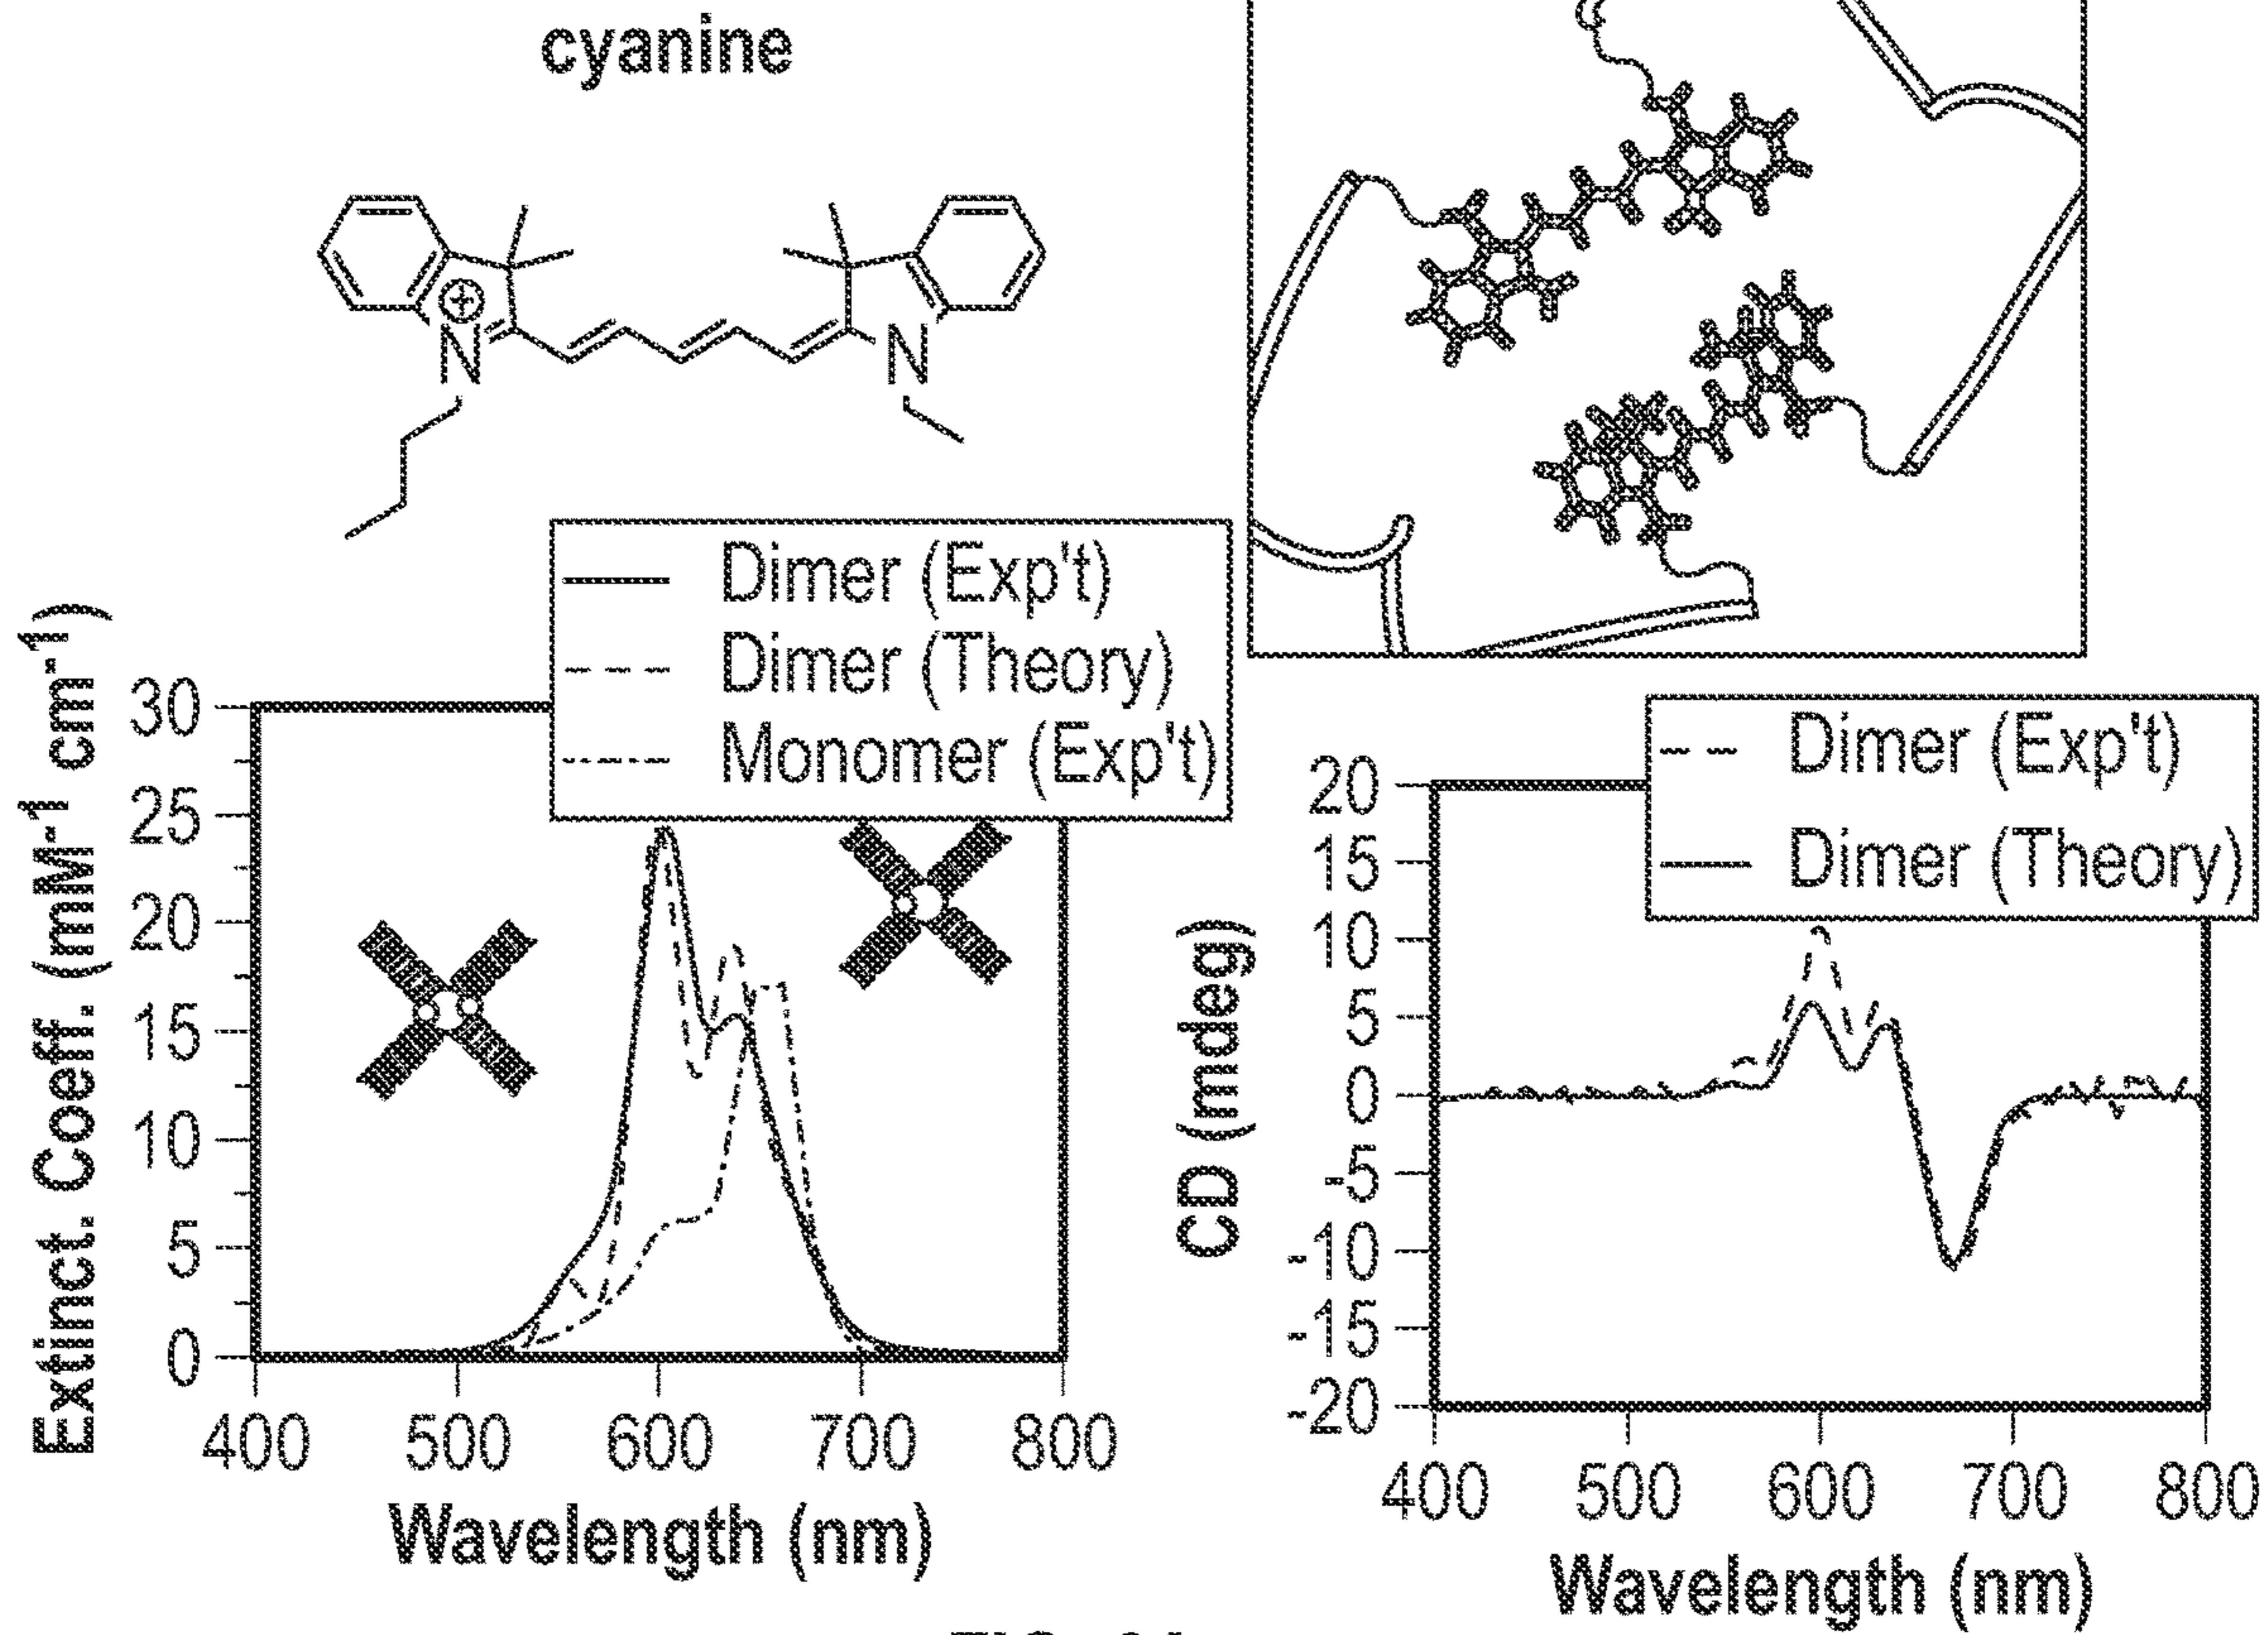 cyanine
⊕
N
N
Dimer (Exp't)
Dimer (Theory)
Monomer (Exp't)
Extinct. Coeff. (mM-1 cm-1)
30
25
20
15
10
5
0
400 500 600 700 800
Wavelength (nm)
Dimer (Exp't)
Dimer (Theory)
CD (mdeg)
20
15
10
5
0
-5
-10
-15
-20
400 500 600 700 800
Wavelength (nm)